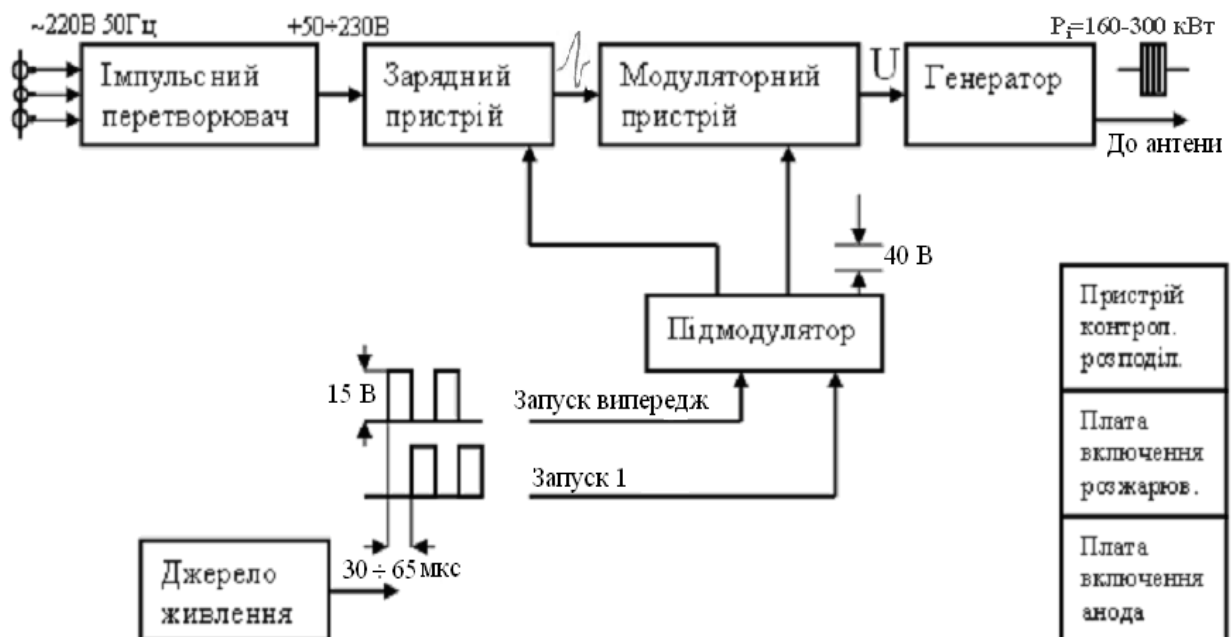 ~220В 50Гц
+50÷230В
Pᵢ=160-300 кВт
Імпульсний
перетворювач
Зарядний
пристрій
Модуляторний
пристрій
U
Генератор
До антени
40 В
Підмодулятор
Пристрій
контрол.
розподіл.
15 В
Запуск випередж
Плата
включення
розжарюв.
Запуск 1
30 ÷ 65 мкс
Джерело
живлення
Плата
включення
анода